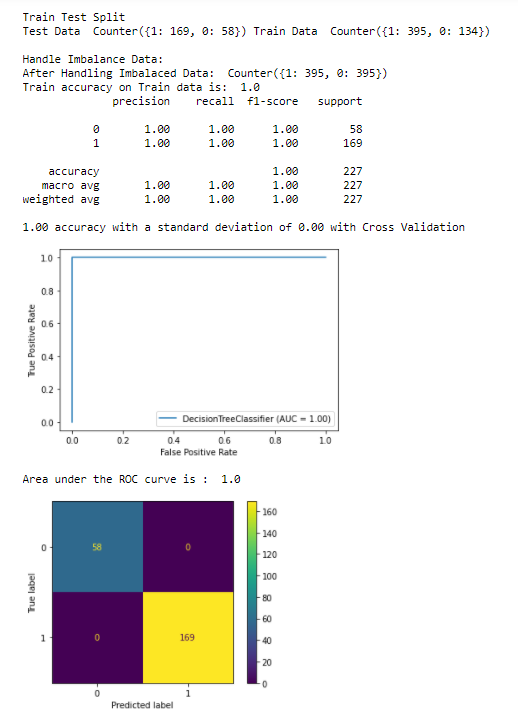 Train Test Split
Test Data  Counter({1: 169, 0: 58}) Train Data  Counter({1: 395, 0: 134})
Handle Imbalance Data:
After Handling Imbalaced Data:  Counter({1: 395, 0: 395})
Train accuracy on Train data is:  1.0
precision recall f1-score support
0 1.00 1.00 1.00 58
1 1.00 1.00 1.00 169
accuracy 1.00 227
macro avg 1.00 1.00 1.00 227
weighted avg 1.00 1.00 1.00 227
1.00 accuracy with a standard deviation of 0.00 with Cross Validation
1.0
0.8
0.6
0.4
0.2
0.0
True Positive Rate
DecisionTreeClassifier (AUC = 1.00)
0.0 0.2 0.4 0.6 0.8 1.0
False Positive Rate
Area under the ROC curve is :  1.0
True label
0 58 0
1 0 169
0 1
Predicted label
160
140
120
100
80
60
40
20
0